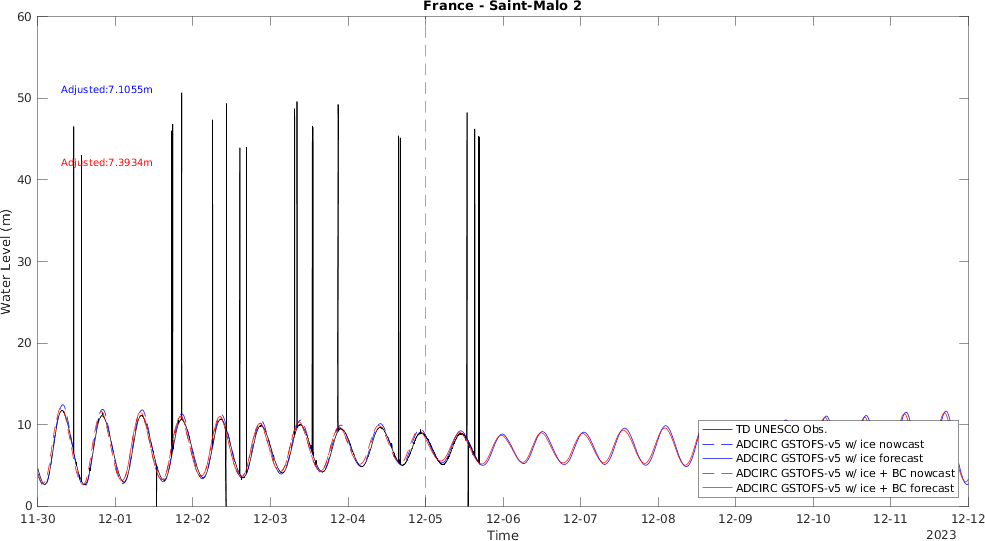 France - Saint-Malo 2
60
50
40
30
20
10
0
Water Level (m)
Adjusted:7.1055m
Adjusted:7.3934m
TD UNESCO Obs.
ADCIRC GSTOFS-v5 w/ ice nowcast
ADCIRC GSTOFS-v5 w/ ice forecast
ADCIRC GSTOFS-v5 w/ ice + BC nowcast
ADCIRC GSTOFS-v5 w/ ice + BC forecast
11-30 12-01 12-02 12-03 12-04 12-05 12-06 12-07 12-08 12-09 12-10 12-11 12-12
Time
2023